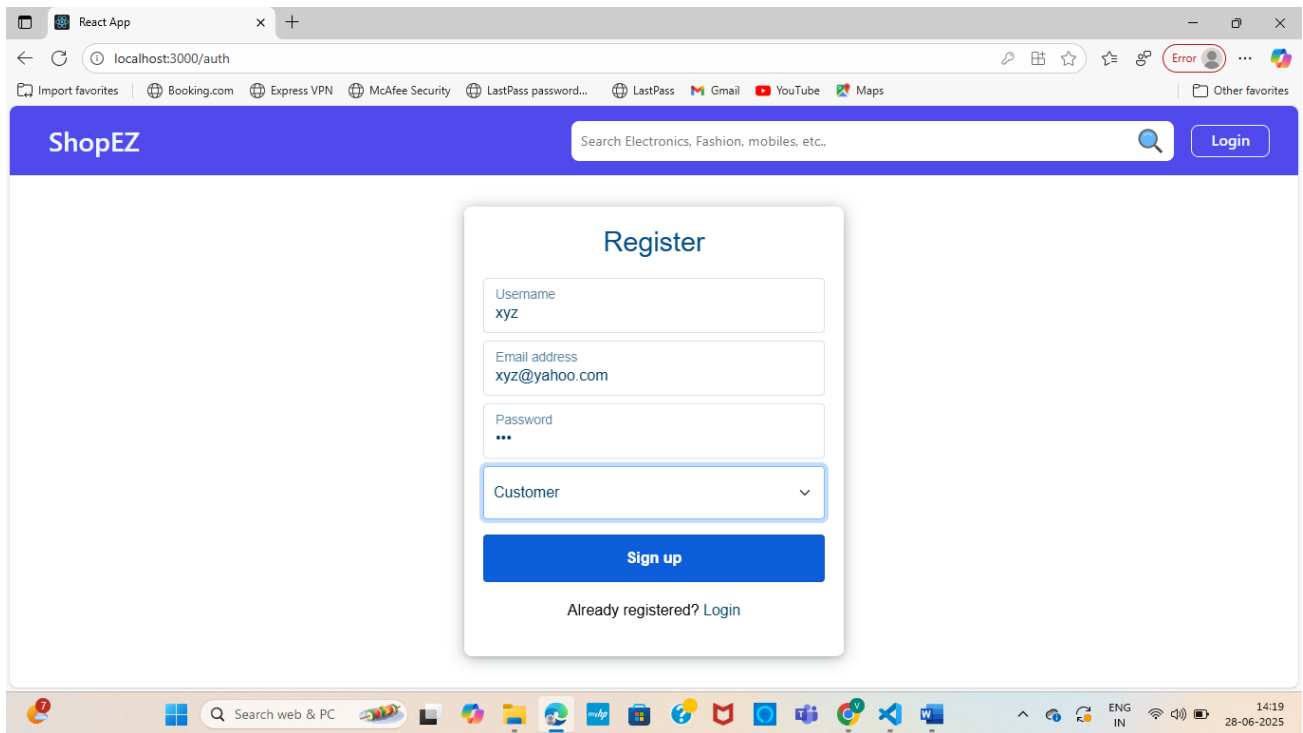 React App
localhost:3000/auth
Error
Import favorites
Booking.com
Express VPN
McAfee Security
LastPass password...
LastPass
Gmail
YouTube
Maps
Other favorites
ShopEZ
Search Electronics, Fashion, mobiles, etc.,
Login
Register
Username
xyz
Email address
xyz@yahoo.com
Password
•••
Customer
Sign up
Already registered? Login
7
Search web & PC
myhp
V
W
ENG
IN
14:19
28-06-2025